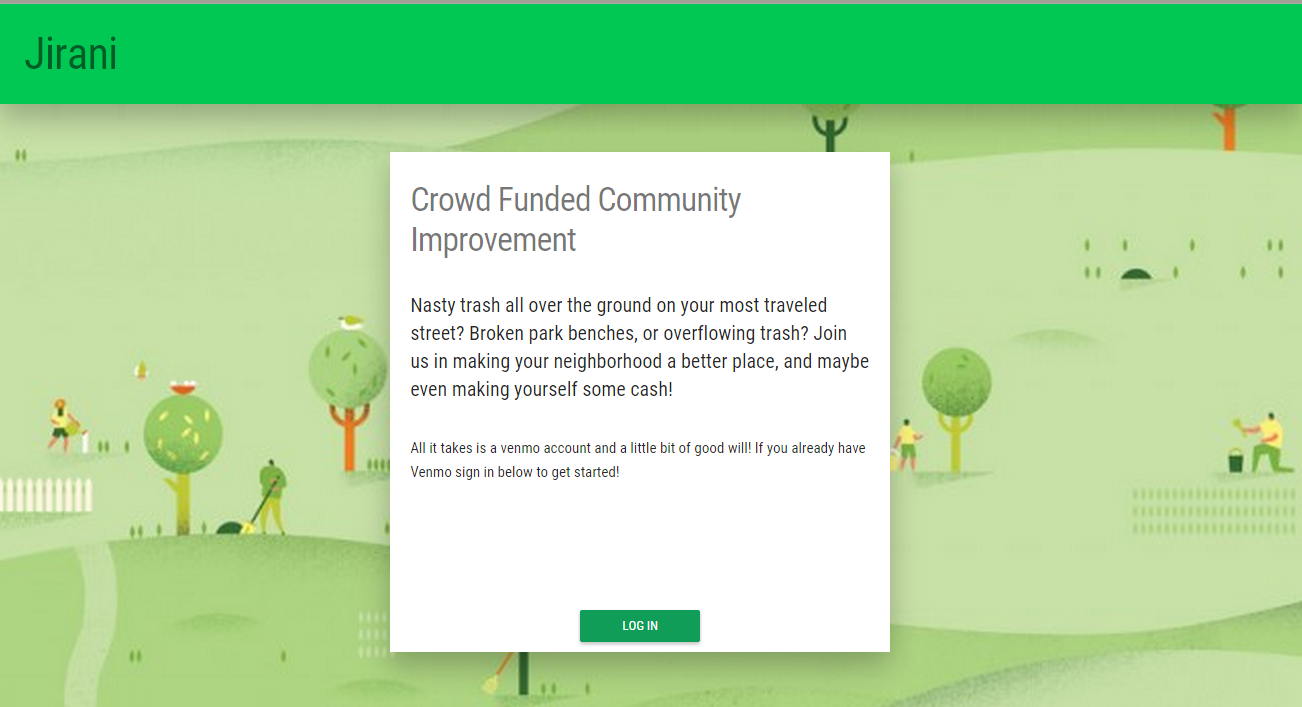 Jirani
Crowd Funded Community
Improvement
Nasty trash all over the ground on your most traveled
street? Broken park benches, or overflowing trash? Join
us in making your neighborhood a better place, and maybe
even making yourself some cash!
All it takes is a venmo account and a little bit of good will! If you already have
Venmo sign in below to get started!
LOG IN